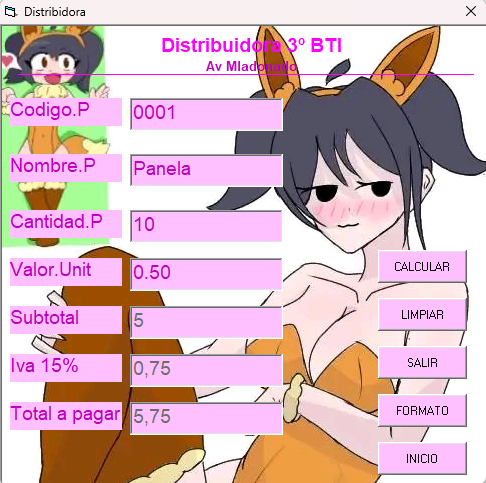 Distribidora
Distribuidora 3º BTI
Av Mladonado
Codigo.P 0001
Nombre.P Panela
Cantidad.P 10
Valor.Unit 0.50
CALCULAR
Subtotal 5
LIMPIAR
Iva 15% 0,75
SALIR
Total a pagar 5,75
FORMATO
INICIO